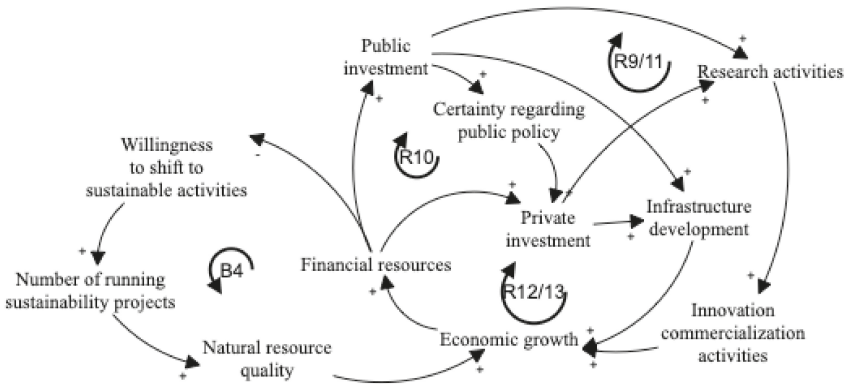 Public
investment
+
R9/11
Research activities
+
+
+
Certainty regarding
public policy
Willingness
to shift to
sustainable activities
-
R10
+
+
+
Private
investment
Infrastructure
development
+
+
Number of running
sustainability projects
B4
Financial resources
+
R12/13
+
Innovation
commercialization
activities
Economic growth
+
+
Natural resource
quality
+
+